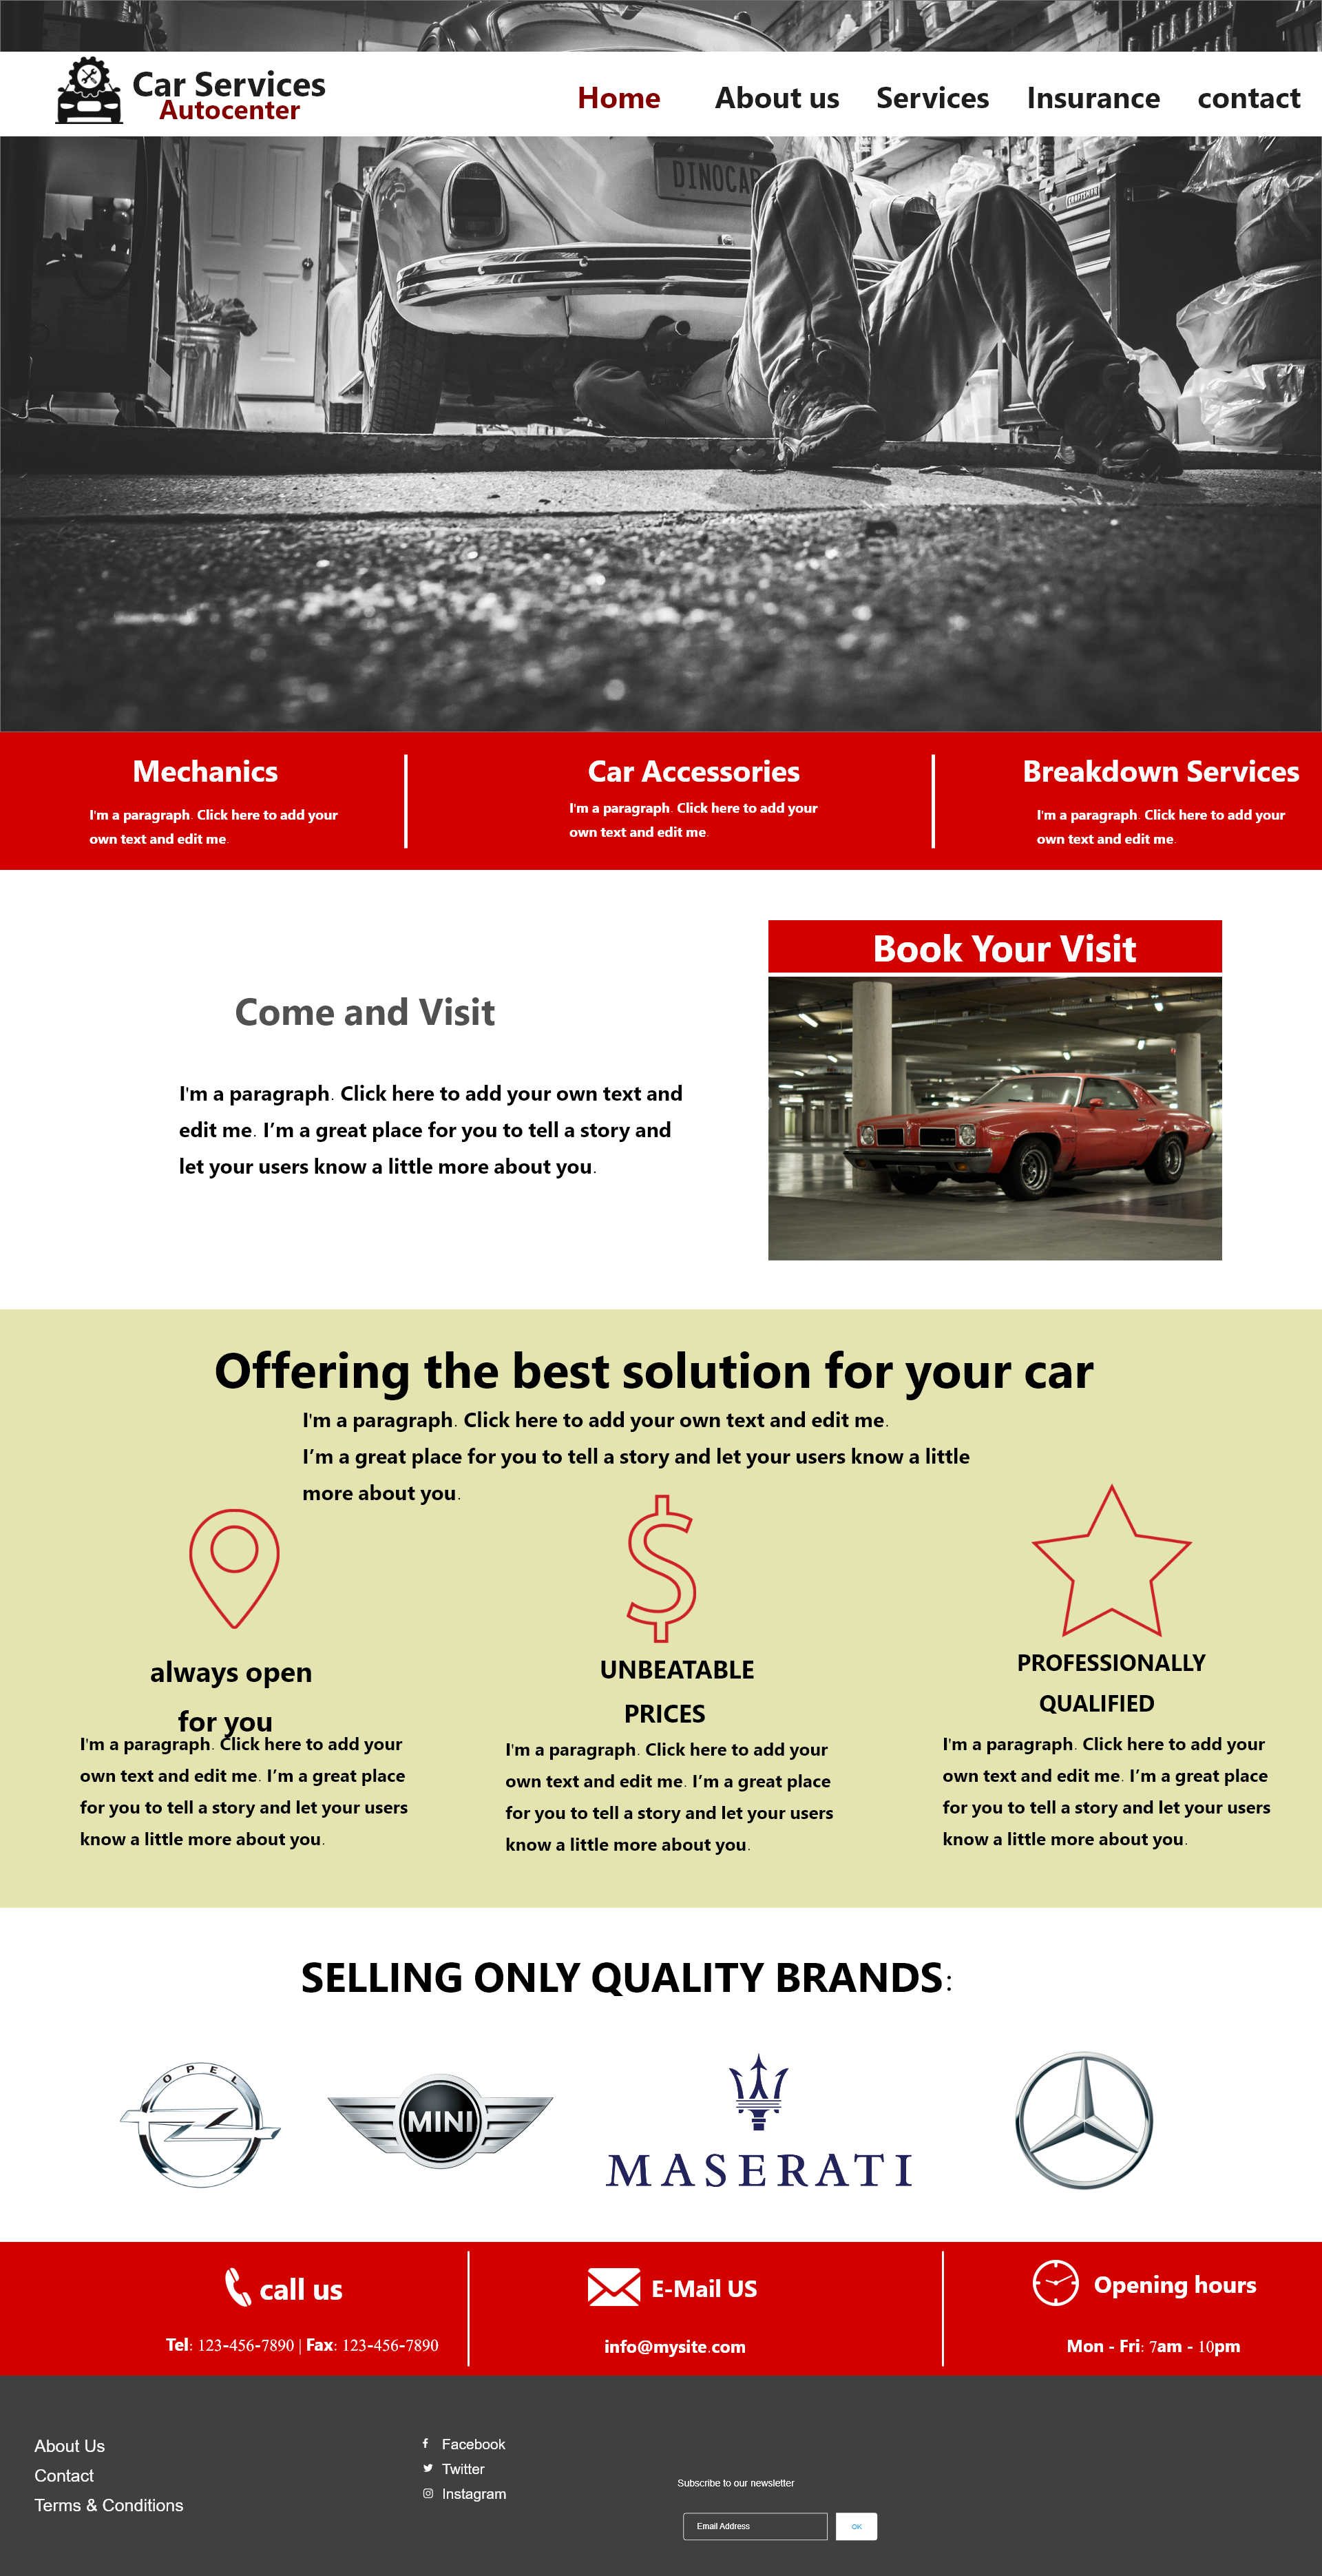 Car Services
Autocenter
Home About us Services Insurance contact
DINOCAR
Mechanics
I'm a paragraph. Click here to add your
own text and edit me.
Car Accessories
I'm a paragraph. Click here to add your
own text and edit me.
Breakdown Services
I'm a paragraph. Click here to add your
own text and edit me.
Book Your Visit
Come and Visit
I'm a paragraph. Click here to add your own text and
edit me. I’m a great place for you to tell a story and
let your users know a little more about you.
Offering the best solution for your car
I'm a paragraph. Click here to add your own text and edit me.
I’m a great place for you to tell a story and let your users know a little
more about you.
always open
for you
I'm a paragraph. Click here to add your
own text and edit me. I’m a great place
for you to tell a story and let your users
know a little more about you.
UNBEATABLE
PRICES
I'm a paragraph. Click here to add your
own text and edit me. I’m a great place
for you to tell a story and let your users
know a little more about you.
PROFESSIONALLY
QUALIFIED
I'm a paragraph. Click here to add your
own text and edit me. I’m a great place
for you to tell a story and let your users
know a little more about you.
SELLING ONLY QUALITY BRANDS:
OPEL
MINI
MASERATI
call us
Tel: 123-456-7890 | Fax: 123-456-7890
E-Mail US
info@mysite.com
Opening hours
Mon - Fri: 7am - 10pm
About Us
Contact
Terms & Conditions
Facebook
Twitter
Instagram
Subscribe to our newsletter
Email Address
OK